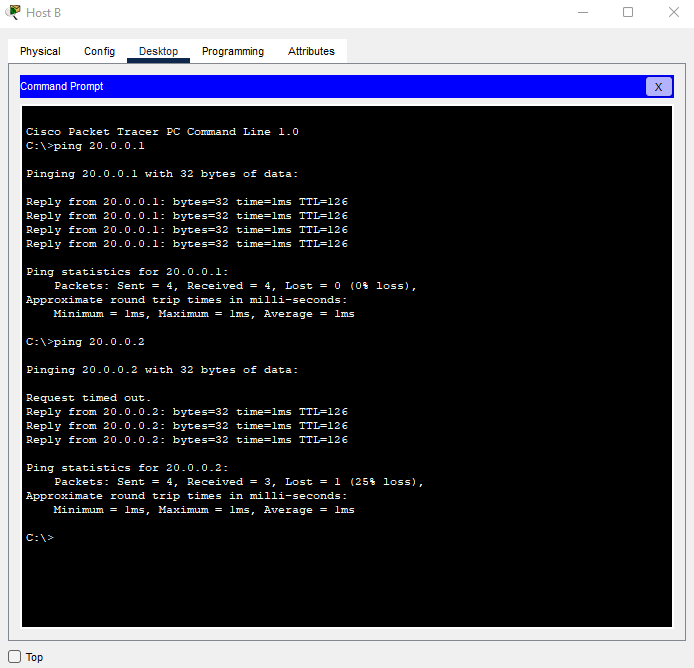 Host B
Physical Config Desktop Programming Attributes
Command Prompt
X
Cisco Packet Tracer PC Command Line 1.0
C:\>ping 20.0.0.1
Pinging 20.0.0.1 with 32 bytes of data:
Reply from 20.0.0.1: bytes=32 time=1ms TTL=126
Reply from 20.0.0.1: bytes=32 time=1ms TTL=126
Reply from 20.0.0.1: bytes=32 time=1ms TTL=126
Reply from 20.0.0.1: bytes=32 time=1ms TTL=126
Ping statistics for 20.0.0.1:
Packets: Sent = 4, Received = 4, Lost = 0 (0% loss),
Approximate round trip times in milli-seconds:
Minimum = 1ms, Maximum = 1ms, Average = 1ms
C:\>ping 20.0.0.2
Pinging 20.0.0.2 with 32 bytes of data:
Request timed out.
Reply from 20.0.0.2: bytes=32 time=1ms TTL=126
Reply from 20.0.0.2: bytes=32 time=1ms TTL=126
Reply from 20.0.0.2: bytes=32 time=1ms TTL=126
Ping statistics for 20.0.0.2:
Packets: Sent = 4, Received = 3, Lost = 1 (25% loss),
Approximate round trip times in milli-seconds:
Minimum = 1ms, Maximum = 1ms, Average = 1ms
C:\>
Top